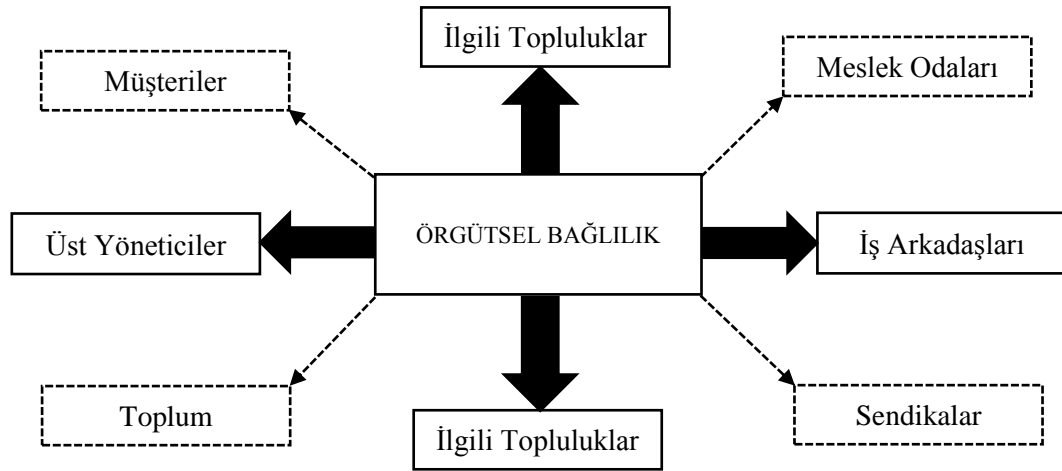 İlgili Topluluklar
Müşteriler
Meslek Odaları
Üst Yöneticiler
ÖRGÜTSEL BAĞLILIK
İş Arkadaşları
Toplum
İlgili Topluluklar
Sendikalar